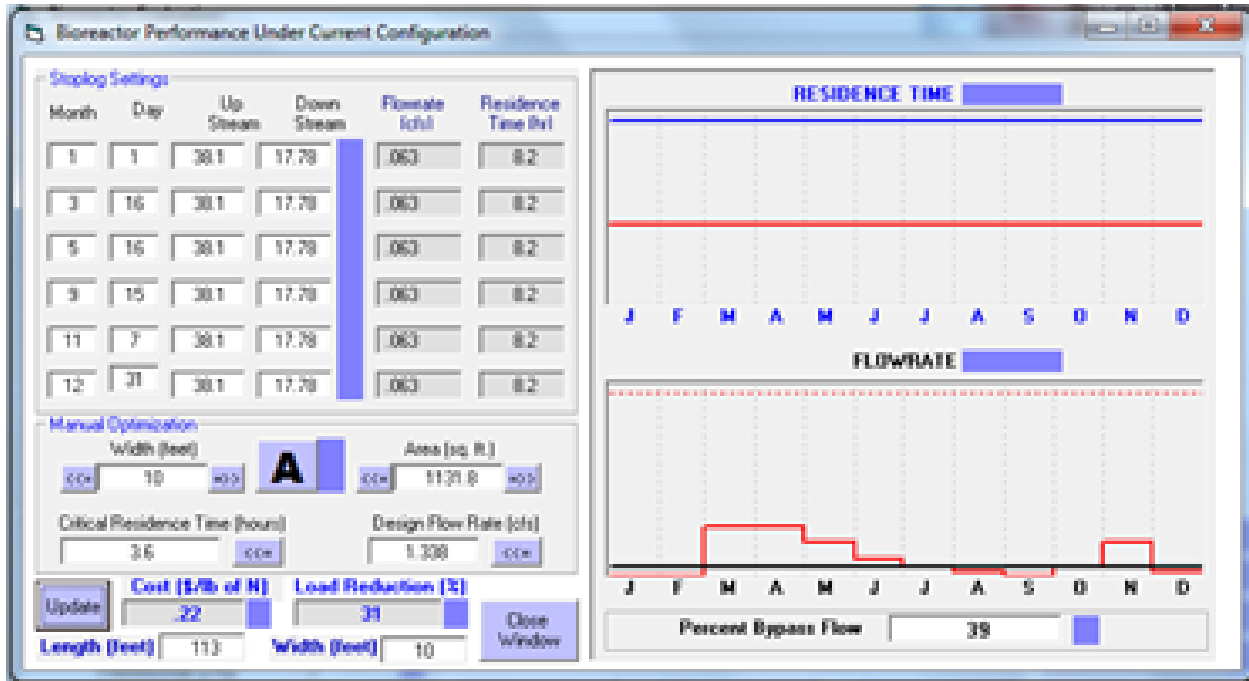 Bioreactor Performance Under Current Configuration
Stoplog Settings
Month Day Up Stream Down Stream Flowrate (cfs) Residence Time (hr)
1 1 38.1 17.78 .063 8.2
3 16 38.1 17.78 .063 8.2
5 16 38.1 17.78 .063 8.2
9 15 38.1 17.78 .063 8.2
11 7 38.1 17.78 .063 8.2
12 31 38.1 17.78 .063 8.2
Manual Optimization
Width (feet) Area (sq. ft.)
<<= 10 =>> A <<= 1131.8 =>>
Critical Residence Time (hours) Design Flow Rate (cfs)
3.6 <<= 1.338 <<=
Update Cost ($/lb of N) Load Reduction (%)
.22 31
Close Window
Length (feet) 113 Width (feet) 10
RESIDENCE TIME
J F M A M J J A S O N D
FLOWRATE
J F M A M J J A S O N D
Percent Bypass Flow 39